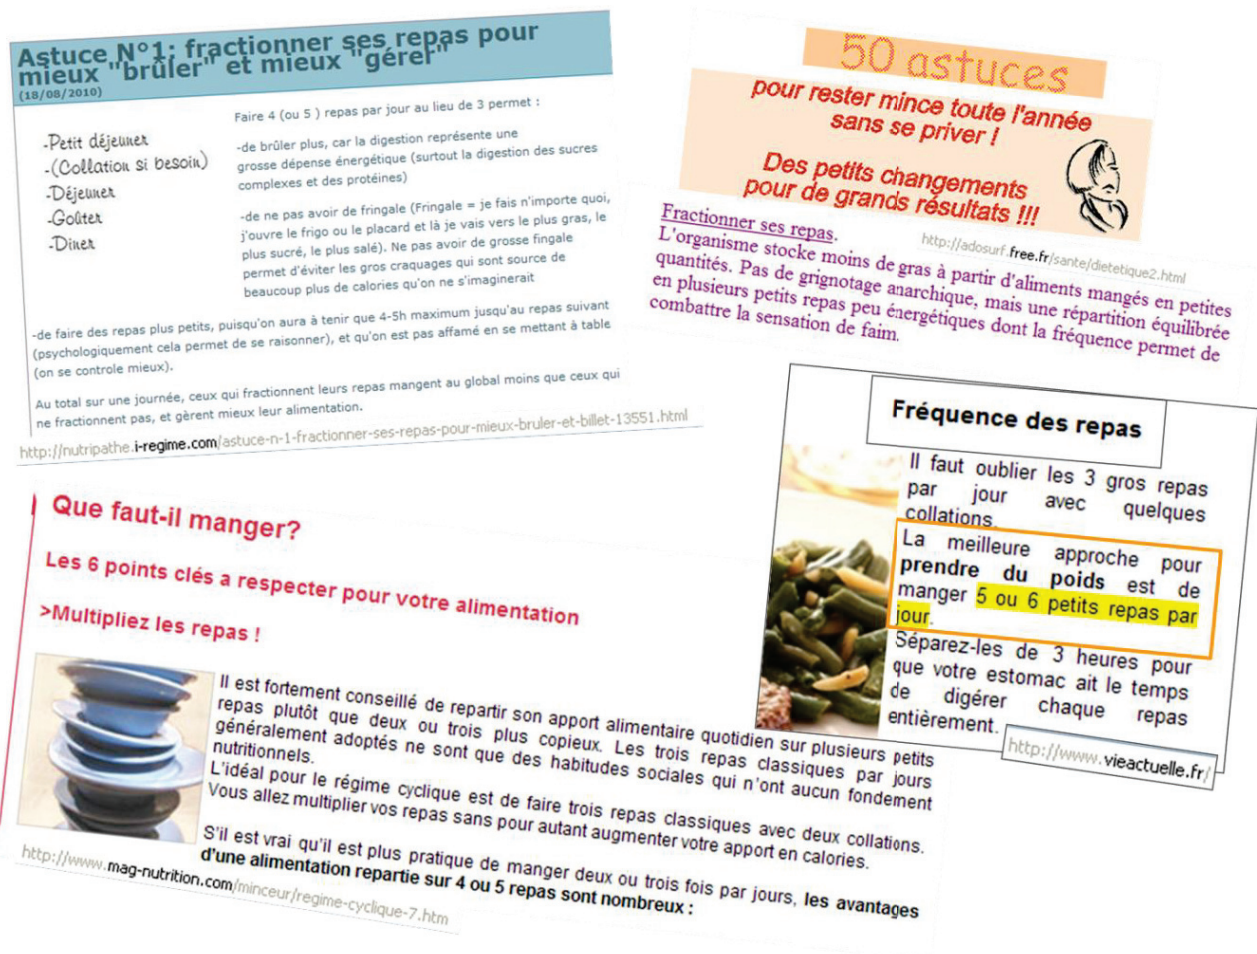 Astuce N°1: fractionner ses repas pour
mieux "brûler" et mieux "gérer"
(18/08/2010)
-Petit déjeuner
-(Collation si besoin)
-Déjeuner
-Goûter
-Diner
Faire 4 (ou 5 ) repas par jour au lieu de 3 permet :
-de brûler plus, car la digestion représente une
grosse dépense énergétique (surtout la digestion des sucres
complexes et des protéines)
-de ne pas avoir de fringale (Fringale = je fais n'importe quoi,
j'ouvre le frigo ou le placard et là je vais vers le plus gras, le
plus sucré, le plus salé). Ne pas avoir de grosse fingale
permet d'éviter les gros craquages qui sont source de
beaucoup plus de calories qu'on ne s'imaginerait
-de faire des repas plus petits, puisqu'on aura à tenir que 4-5h maximum jusqu'au repas suivant
(psychologiquement cela permet de se raisonner), et qu'on est pas affamé en se mettant à table
(on se controle mieux).
Au total sur une journée, ceux qui fractionnent leurs repas mangent au global moins que ceux qui
ne fractionnent pas, et gèrent mieux leur alimentation.
http://nutripathe.i-regime.com/astuce-n-1-fractionner-ses-repas-pour-mieux-bruler-et-billet-13551.html
50 astuces
pour rester mince toute l'année
sans se priver !
Des petits changements
pour de grands résultats !!!
http://adosurf.free.fr/sante/dietetique2.html
Fractionner ses repas.
L'organisme stocke moins de gras à partir d'aliments mangés en petites
quantités. Pas de grignotage anarchique, mais une répartition équilibrée
en plusieurs petits repas peu énergétiques dont la fréquence permet de
combattre la sensation de faim.
Fréquence des repas
Il faut oublier les 3 gros repas
par jour avec quelques
collations.
La meilleure approche pour
prendre du poids est de
manger 5 ou 6 petits repas par
jour.
Séparez-les de 3 heures pour
que votre estomac ait le temps
de digérer chaque repas
entièrement.
http://www.vieactuelle.fr/
Que faut-il manger?
Les 6 points clés a respecter pour votre alimentation
>Multipliez les repas !
Il est fortement conseillé de repartir son apport alimentaire quotidien sur plusieurs petits
repas plutôt que deux ou trois plus copieux. Les trois repas classiques par jours
généralement adoptés ne sont que des habitudes sociales qui n'ont aucun fondement
nutritionnels.
L'idéal pour le régime cyclique est de faire trois repas classiques avec deux collations.
Vous allez multiplier vos repas sans pour autant augmenter votre apport en calories.
S'il est vrai qu'il est plus pratique de manger deux ou trois fois par jours, les avantages
d'une alimentation repartie sur 4 ou 5 repas sont nombreux :
http://www.mag-nutrition.com/minceur/regime-cyclique-7.htm